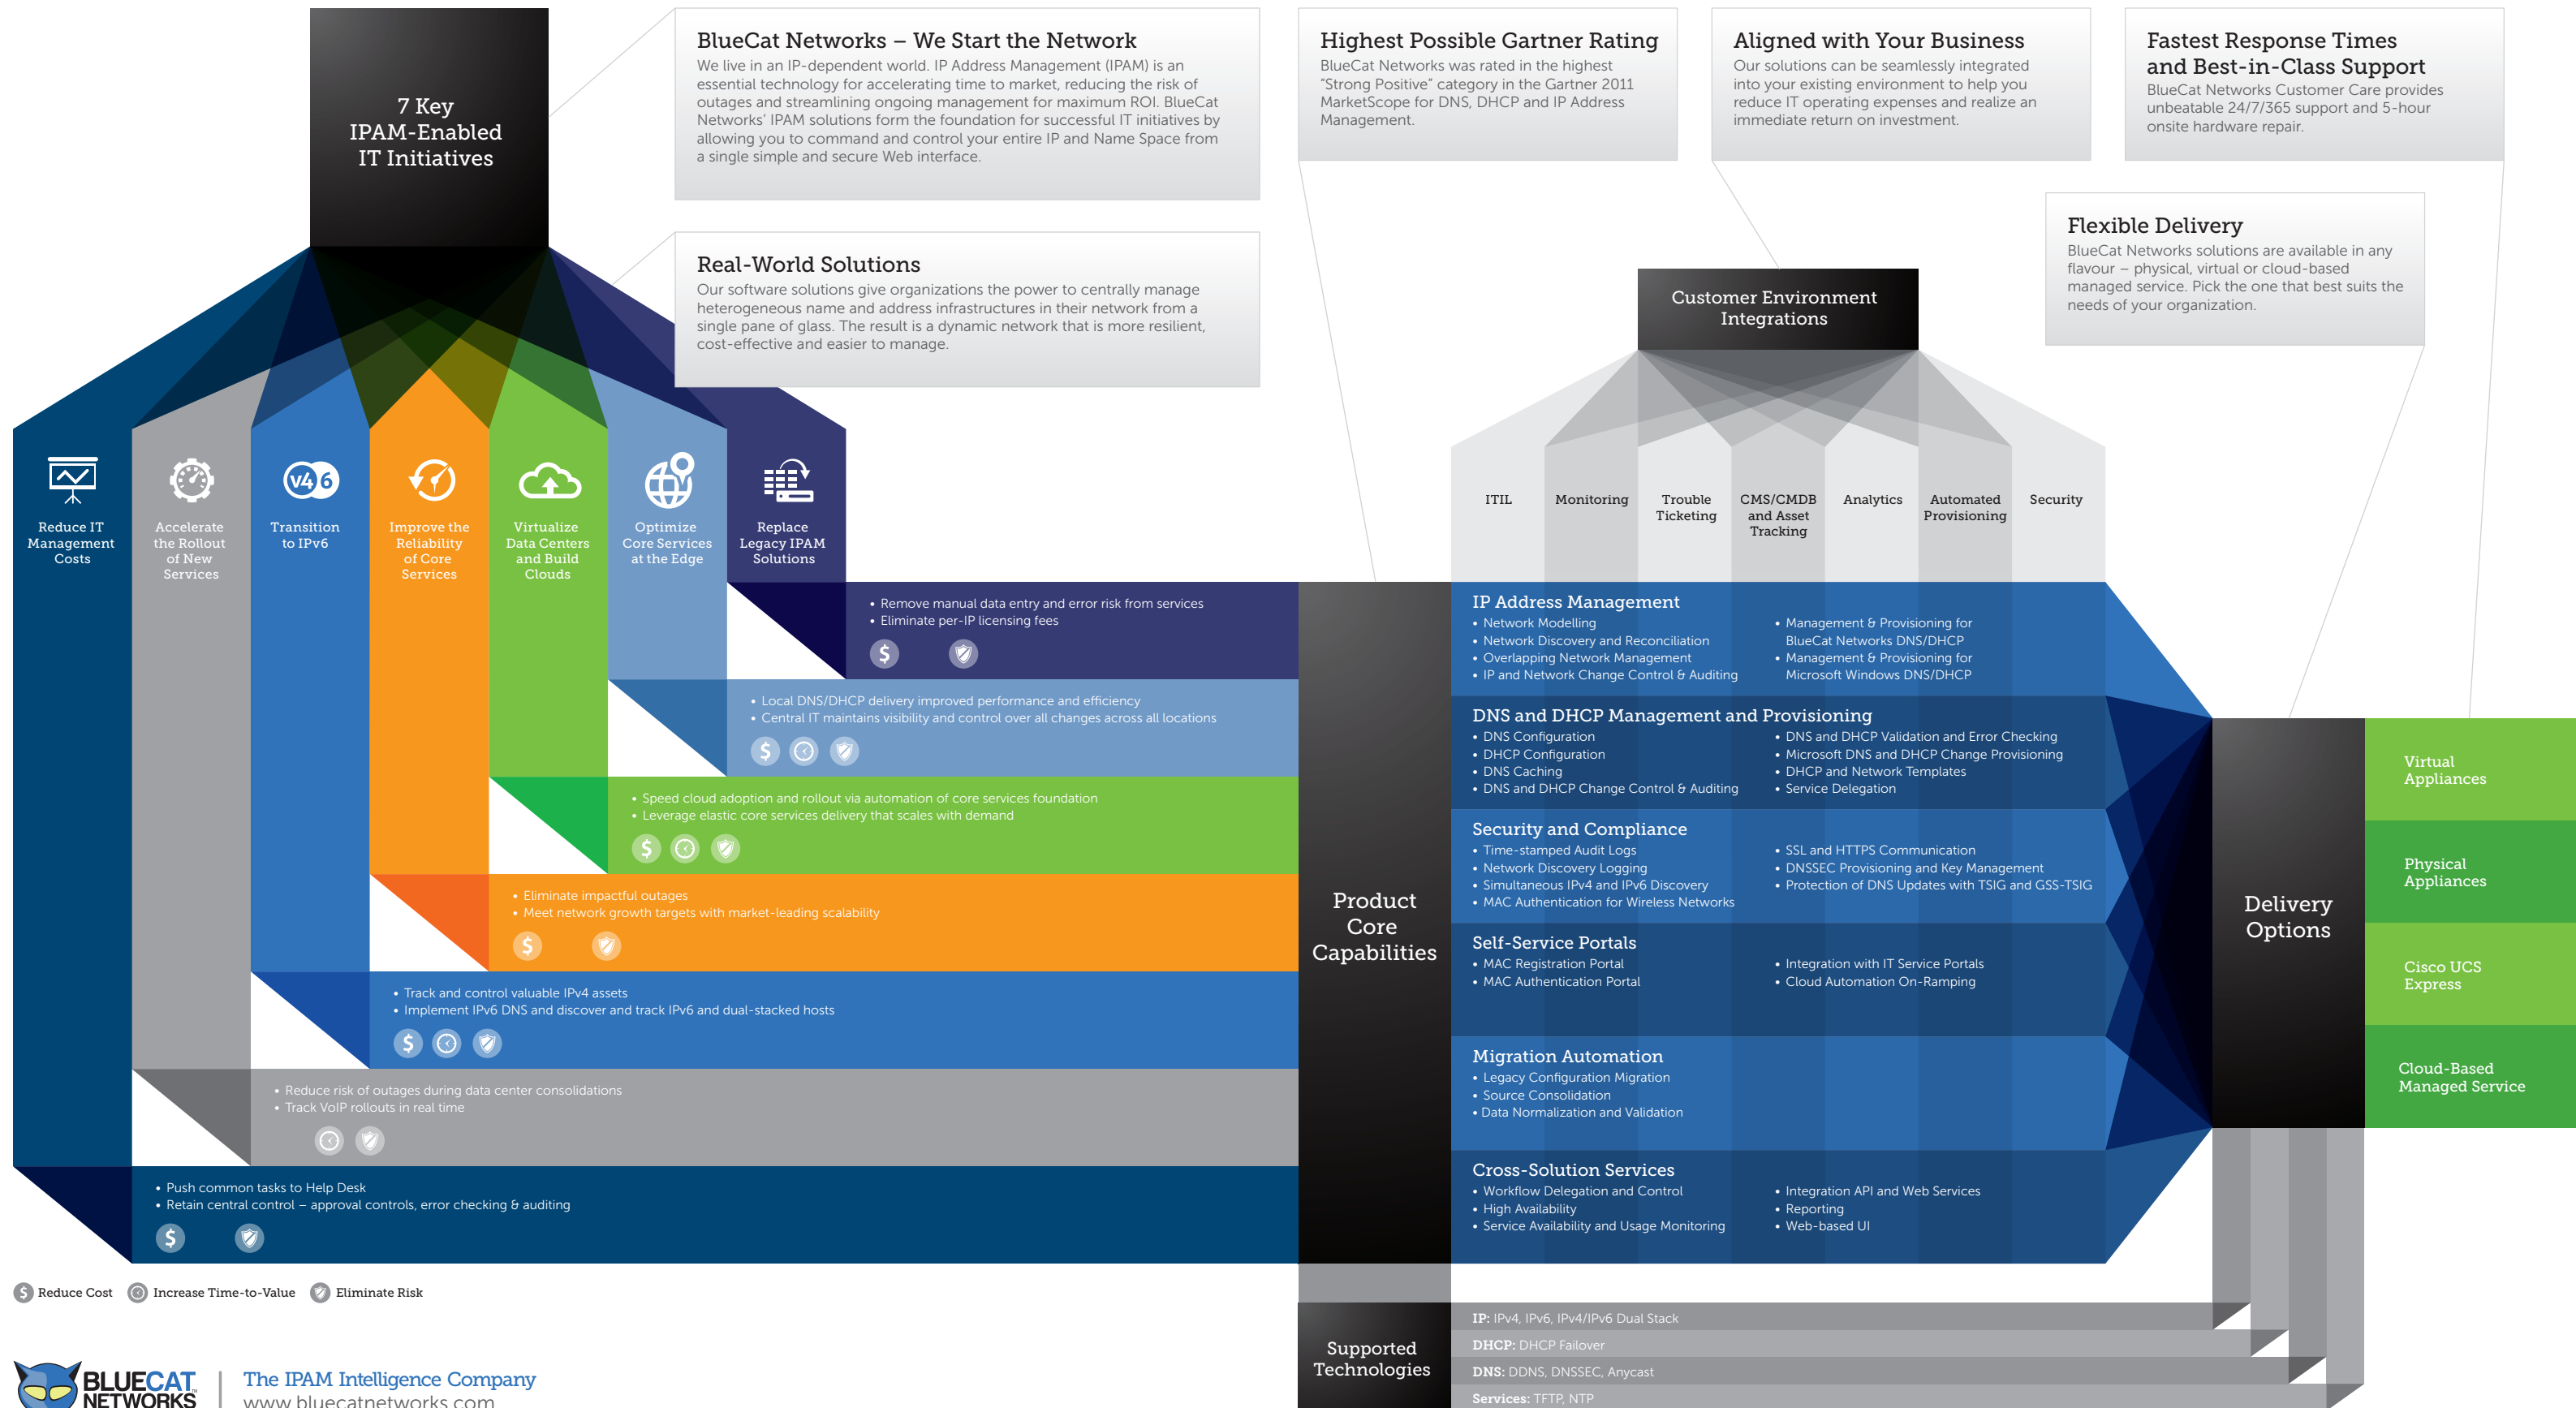 7 Key
IPAM-Enabled
IT Initiatives
BlueCat Networks – We Start the Network
We live in an IP-dependent world. IP Address Management (IPAM) is an
essential technology for accelerating time to market, reducing the risk of
outages and streamlining ongoing management for maximum ROI. BlueCat
Networks' IPAM solutions form the foundation for successful IT initiatives by
allowing you to command and control your entire IP and Name Space from
a single simple and secure Web interface.
Real-World Solutions
Our software solutions give organizations the power to centrally manage
heterogeneous name and address infrastructures in their network from a
single pane of glass. The result is a dynamic network that is more resilient,
cost-effective and easier to manage.
Highest Possible Gartner Rating
BlueCat Networks was rated in the highest
“Strong Positive” category in the Gartner 2011
MarketScope for DNS, DHCP and IP Address
Management.
Aligned with Your Business
Our solutions can be seamlessly integrated
into your existing environment to help you
reduce IT operating expenses and realize an
immediate return on investment.
Fastest Response Times
and Best-in-Class Support
BlueCat Networks Customer Care provides
unbeatable 24/7/365 support and 5-hour
onsite hardware repair.
Flexible Delivery
BlueCat Networks solutions are available in any
flavour – physical, virtual or cloud-based
managed service. Pick the one that best suits the
needs of your organization.
Customer Environment
Integrations
Reduce IT
Management
Costs
Accelerate
the Rollout
of New
Services
v4 6
Transition
to IPv6
Improve the
Reliability
of Core
Services
Virtualize
Data Centers
and Build
Clouds
Optimize
Core Services
at the Edge
Replace
Legacy IPAM
Solutions
ITIL
Monitoring
Trouble
Ticketing
CMS/CMDB
and Asset
Tracking
Analytics
Automated
Provisioning
Security
• Remove manual data entry and error risk from services
• Eliminate per-IP licensing fees
$
• Local DNS/DHCP delivery improved performance and efficiency
• Central IT maintains visibility and control over all changes across all locations
$
• Speed cloud adoption and rollout via automation of core services foundation
• Leverage elastic core services delivery that scales with demand
$
• Eliminate impactful outages
• Meet network growth targets with market-leading scalability
$
• Track and control valuable IPv4 assets
• Implement IPv6 DNS and discover and track IPv6 and dual-stacked hosts
$
• Reduce risk of outages during data center consolidations
• Track VoIP rollouts in real time
• Push common tasks to Help Desk
• Retain central control – approval controls, error checking & auditing
$
$ Reduce Cost
Increase Time-to-Value
Eliminate Risk
Product
Core
Capabilities
IP Address Management
• Network Modelling
• Network Discovery and Reconciliation
• Overlapping Network Management
• IP and Network Change Control & Auditing
• Management & Provisioning for
BlueCat Networks DNS/DHCP
• Management & Provisioning for
Microsoft Windows DNS/DHCP
DNS and DHCP Management and Provisioning
• DNS Configuration
• DHCP Configuration
• DNS Caching
• DNS and DHCP Change Control & Auditing
• DNS and DHCP Validation and Error Checking
• Microsoft DNS and DHCP Change Provisioning
• DHCP and Network Templates
• Service Delegation
Security and Compliance
• Time-stamped Audit Logs
• Network Discovery Logging
• Simultaneous IPv4 and IPv6 Discovery
• MAC Authentication for Wireless Networks
• SSL and HTTPS Communication
• DNSSEC Provisioning and Key Management
• Protection of DNS Updates with TSIG and GSS-TSIG
Self-Service Portals
• MAC Registration Portal
• MAC Authentication Portal
• Integration with IT Service Portals
• Cloud Automation On-Ramping
Migration Automation
• Legacy Configuration Migration
• Source Consolidation
• Data Normalization and Validation
Cross-Solution Services
• Workflow Delegation and Control
• High Availability
• Service Availability and Usage Monitoring
• Integration API and Web Services
• Reporting
• Web-based UI
Delivery
Options
Virtual
Appliances
Physical
Appliances
Cisco UCS
Express
Cloud-Based
Managed Service
Supported
Technologies
IP: IPv4, IPv6, IPv4/IPv6 Dual Stack
DHCP: DHCP Failover
DNS: DDNS, DNSSEC, Anycast
Services: TFTP, NTP
BLUECAT
NETWORKS
The IPAM Intelligence Company
www.bluecatnetworks.com